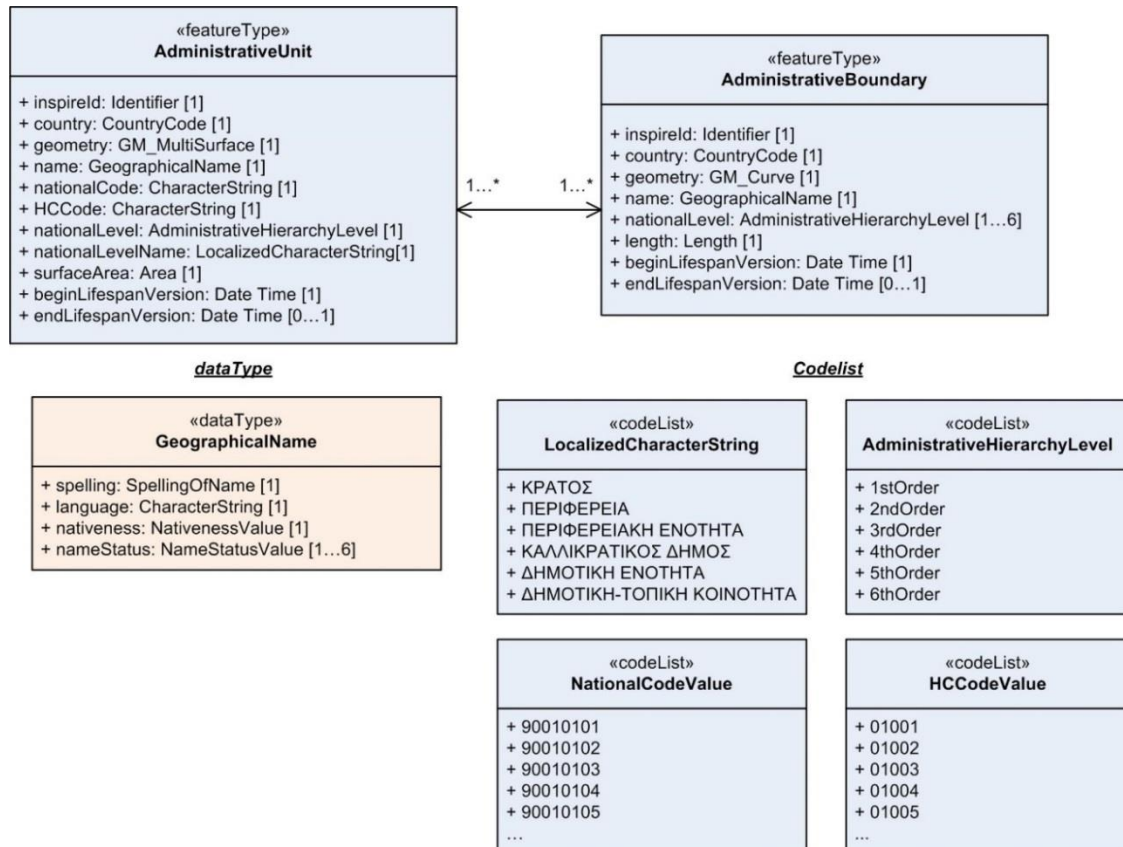 «featureType»
AdministrativeUnit
+ inspireId: Identifier [1]
+ country: CountryCode [1]
+ geometry: GM_MultiSurface [1]
+ name: GeographicalName [1]
+ nationalCode: CharacterString [1]
+ HCCode: CharacterString [1]
+ nationalLevel: AdministrativeHierarchyLevel [1]
+ nationalLevelName: LocalizedCharacterString[1]
+ surfaceArea: Area [1]
+ beginLifespanVersion: Date Time [1]
+ endLifespanVersion: Date Time [0...1]
1...*
1...*
«featureType»
AdministrativeBoundary
+ inspireId: Identifier [1]
+ country: CountryCode [1]
+ geometry: GM_Curve [1]
+ name: GeographicalName [1]
+ nationalLevel: AdministrativeHierarchyLevel [1...6]
+ length: Length [1]
+ beginLifespanVersion: Date Time [1]
+ endLifespanVersion: Date Time [0...1]
dataType
«dataType»
GeographicalName
+ spelling: SpellingOfName [1]
+ language: CharacterString [1]
+ nativeness: NativenessValue [1]
+ nameStatus: NameStatusValue [1...6]
Codelist
«codeList»
LocalizedCharacterString
+ ΚΡΑΤΟΣ
+ ΠΕΡΙΦΕΡΕΙΑ
+ ΠΕΡΙΦΕΡΕΙΑΚΗ ΕΝΟΤΗΤΑ
+ ΚΑΛΛΙΚΡΑΤΙΚΟΣ ΔΗΜΟΣ
+ ΔΗΜΟΤΙΚΗ ΕΝΟΤΗΤΑ
+ ΔΗΜΟΤΙΚΗ-ΤΟΠΙΚΗ ΚΟΙΝΟΤΗΤΑ
«codeList»
AdministrativeHierarchyLevel
+ 1stOrder
+ 2ndOrder
+ 3rdOrder
+ 4thOrder
+ 5thOrder
+ 6thOrder
«codeList»
NationalCodeValue
+ 90010101
+ 90010102
+ 90010103
+ 90010104
+ 90010105
...
«codeList»
HCCodeValue
+ 01001
+ 01002
+ 01003
+ 01004
+ 01005
...